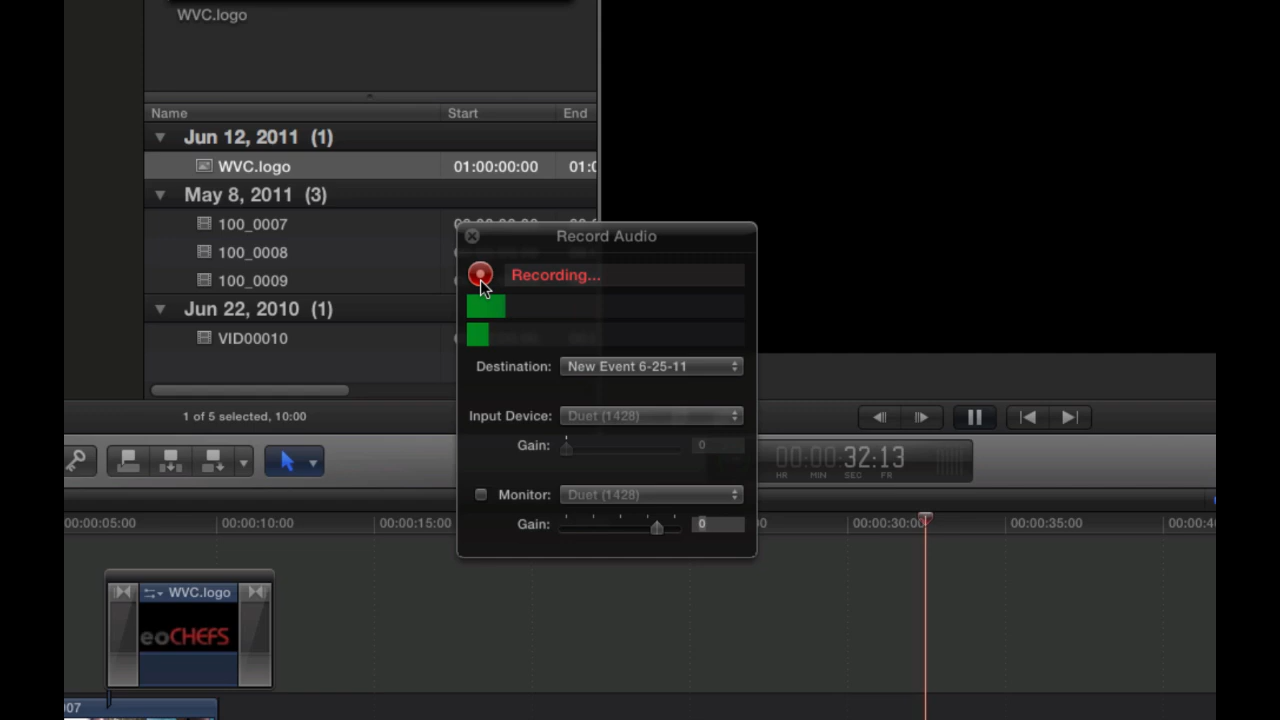 WVC.logo
Name Start End
Jun 12, 2011 (1)
WVC.logo 01:00:00:00
May 8, 2011 (3)
100_0007
100_0008
100_0009
Jun 22, 2010 (1)
VID00010
1 of 5 selected, 10:00
Record Audio
Recording...
Destination: New Event 6-25-11
Input Device: Duet (1428)
Gain: 0
Monitor: Duet (1428)
Gain: 0
00:00:32:13
HR MIN SEC FR
00:00:05:00 00:00:10:00 00:00:15:00 00:00:30:00 00:00:35:00
WVC.logo
eoCHEFS
07